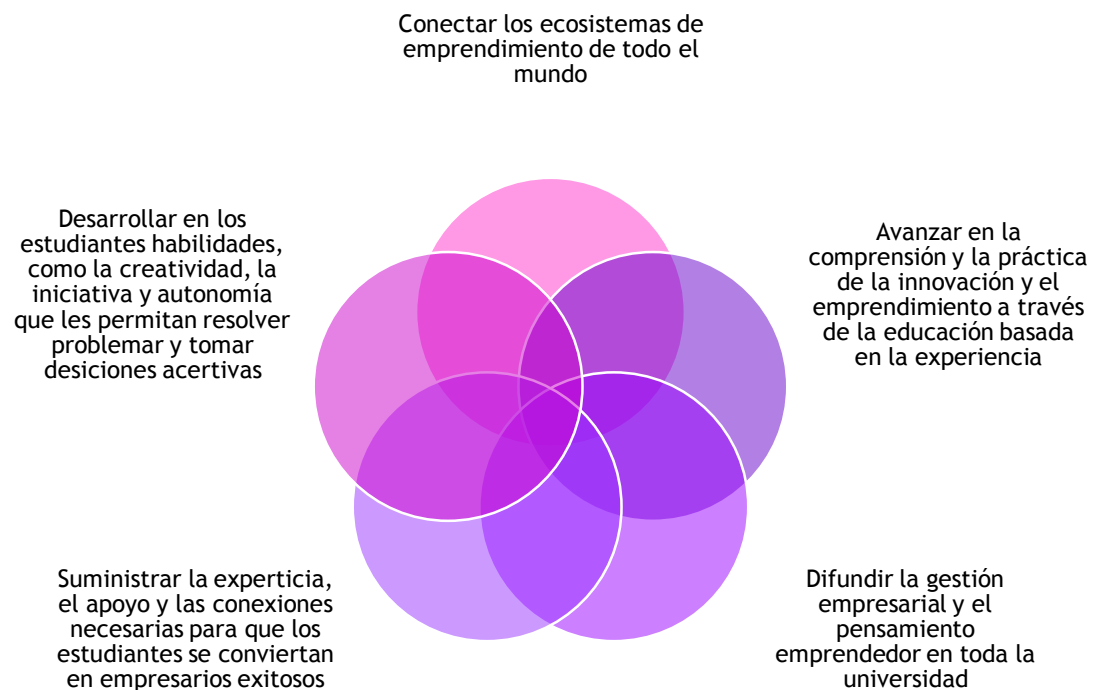 Conectar los ecosistemas de
emprendimiento de todo el
mundo
Avanzar en la
comprensión y la práctica
de la innovación y el
emprendimiento a través
de la educación basada
en la experiencia
Difundir la gestión
empresarial y el
pensamiento
emprendedor en toda la
universidad
Suministrar la experticia,
el apoyo y las conexiones
necesarias para que los
estudiantes se conviertan
en empresarios exitosos
Desarrollar en los
estudiantes habilidades,
como la creatividad, la
iniciativa y autonomía
que les permitan resolver
problemar y tomar
desiciones acertivas